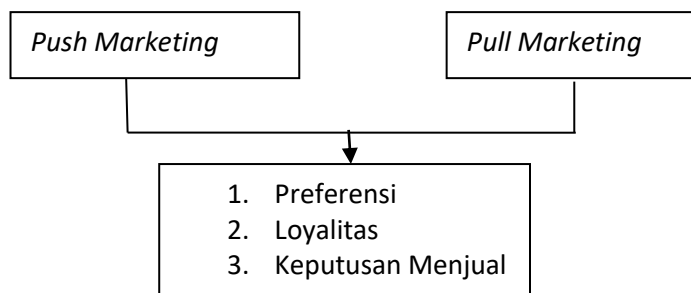 Push Marketing
Pull Marketing
1. Preferensi
2. Loyalitas
3. Keputusan Menjual